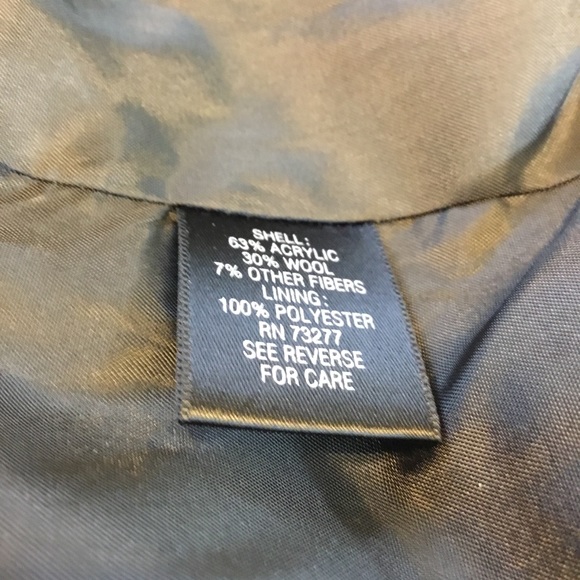 SHELL:
63% ACRYLIC
30% WOOL
7% OTHER FIBERS
LINING:
100% POLYESTER
RN 73277
SEE REVERSE
FOR CARE